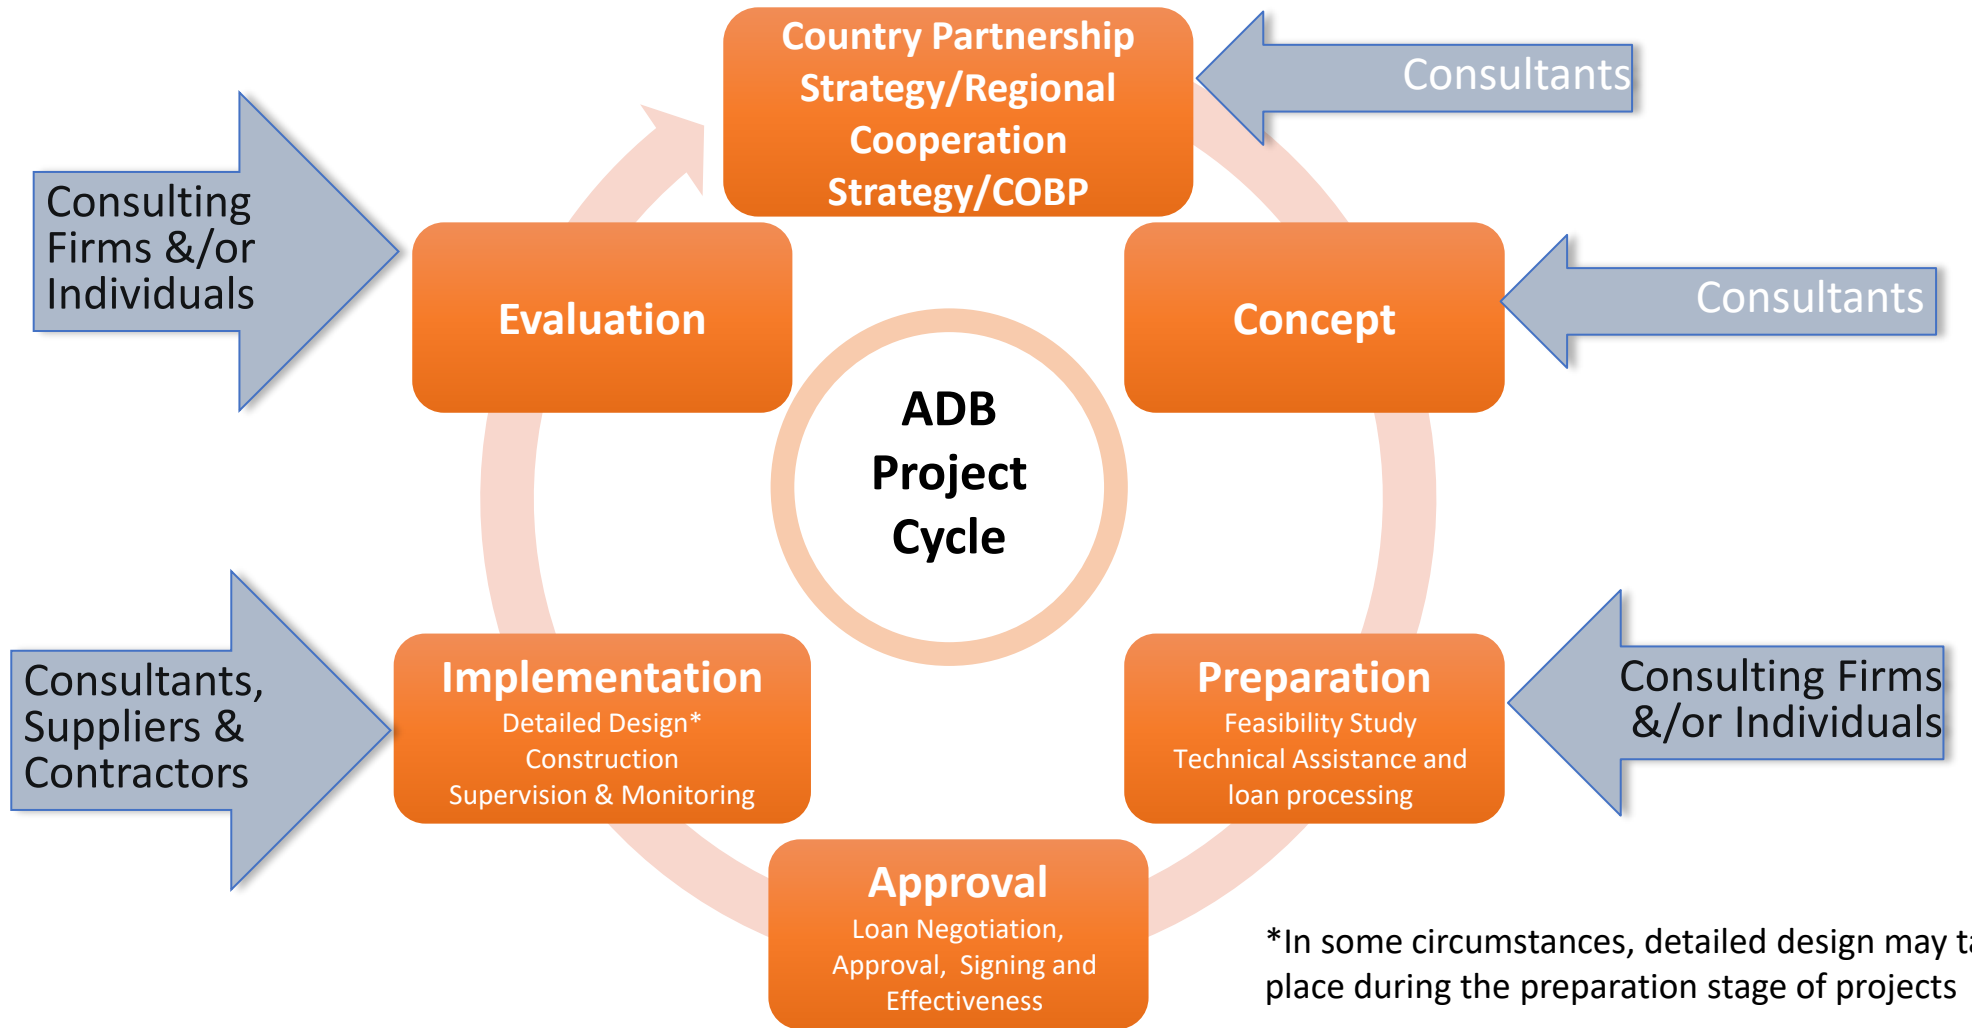 Country Partnership
Strategy/Regional
Cooperation
Strategy/COBP
Consultants
Consulting
Firms &/or
Individuals
Evaluation
Concept
Consultants
ADB
Project
Cycle
Implementation
Detailed Design*
Construction
Supervision & Monitoring
Consultants,
Suppliers &
Contractors
Preparation
Feasibility Study
Technical Assistance and
loan processing
Consulting Firms
&/or Individuals
Approval
Loan Negotiation,
Approval, Signing and
Effectiveness
*In some circumstances, detailed design may
place during the preparation stage of projects